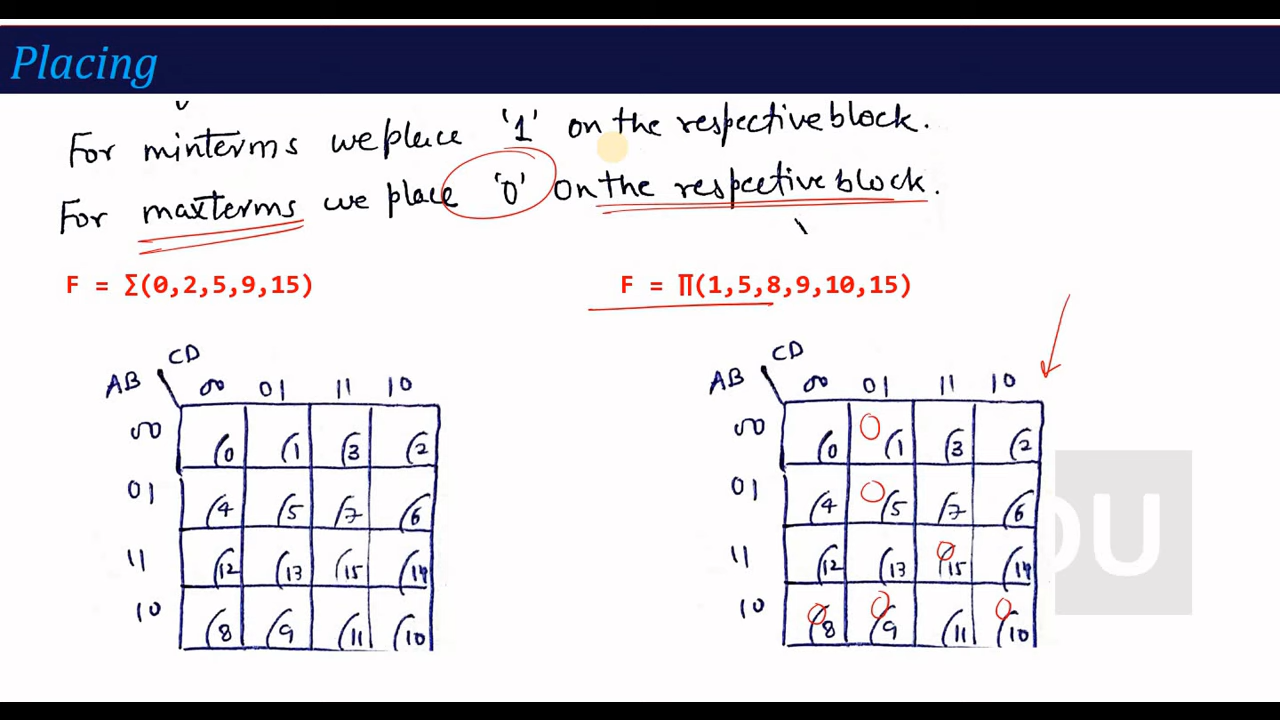 Placing
For minterms we place '1' on the respective block.
For maxterms we place '0' on the respective block.
F = ∑(0,2,5,9,15)
F = ∏(1,5,8,9,10,15)
CD
AB 00 01 11 10
00 0 1 3 2
01 4 5 7 6
11 12 13 15 14
10 8 9 11 10
CD
AB 00 01 11 10
00 0 0 1 3 2
01 4 0 5 7 6
11 12 13 0 15 14
10 0 8 0 9 11 0 10
OU